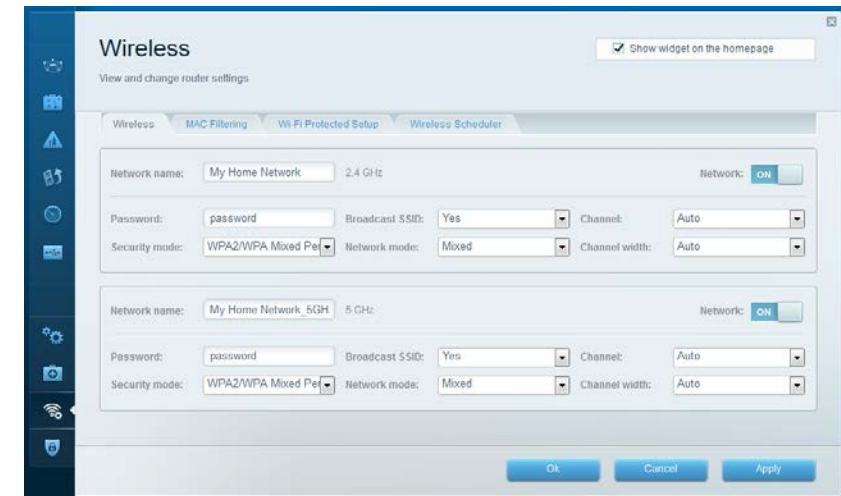 Wireless
Show widget on the homepage
View and change router settings
Wireless MAC Filtering Wi-Fi Protected Setup Wireless Scheduler
Network name: My Home Network 2.4 GHz Network: ON
Password: password Broadcast SSID: Yes Channel: Auto
Security mode: WPA2/WPA Mixed Per Network mode: Mixed Channel width: Auto
Network name: My Home Network_5GH 5 GHz Network: ON
Password: password Broadcast SSID: Yes Channel: Auto
Security mode: WPA2/WPA Mixed Per Network mode: Mixed Channel width: Auto
Ok Cancel Apply